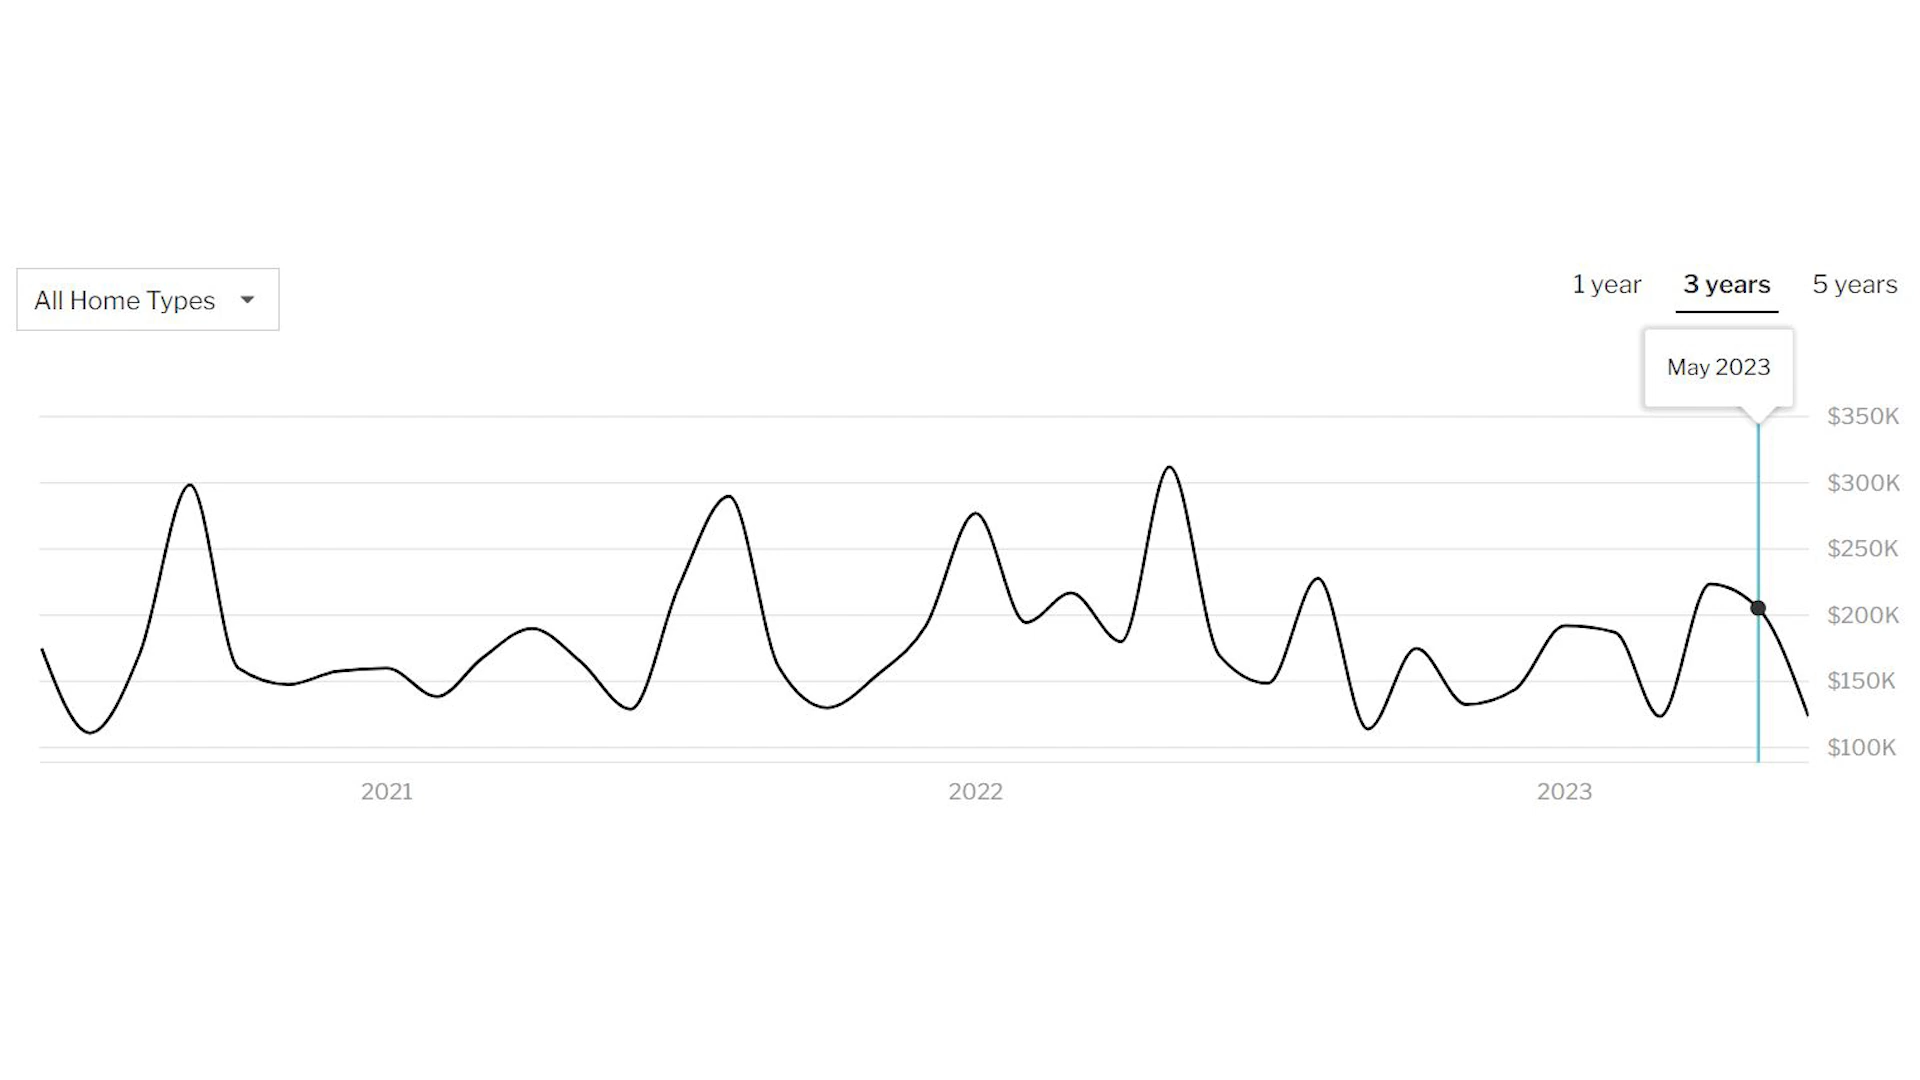 All Home Types
1 year 3 years 5 years
May 2023
$350K
$300K
$250K
$200K
$150K
$100K
2021 2022 2023